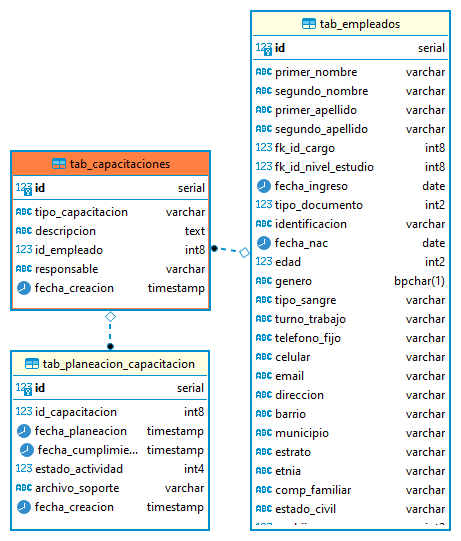 tab_empleados
123 id serial
ABC primer_nombre varchar
ABC segundo_nombre varchar
ABC primer_apellido varchar
ABC segundo_apellido varchar
123 fk_id_cargo int8
123 fk_id_nivel_estudio int8
fecha_ingreso date
123 tipo_documento int2
ABC identificacion varchar
fecha_nac date
123 edad int2
ABC genero bpchar(1)
ABC tipo_sangre varchar
ABC turno_trabajo varchar
ABC telefono_fijo varchar
ABC celular varchar
ABC email varchar
ABC direccion varchar
ABC barrio varchar
ABC municipio varchar
ABC estrato varchar
ABC etnia varchar
ABC comp_familiar varchar
ABC estado_civil varchar
tab_capacitaciones
123 id serial
ABC tipo_capacitacion varchar
ABC descripcion text
123 id_empleado int8
ABC responsable varchar
fecha_creacion timestamp
tab_planeacion_capacitacion
123 id serial
123 id_capacitacion int8
fecha_planeacion timestamp
fecha_cumplimie... timestamp
123 estado_actividad int4
ABC archivo_soporte varchar
fecha_creacion timestamp